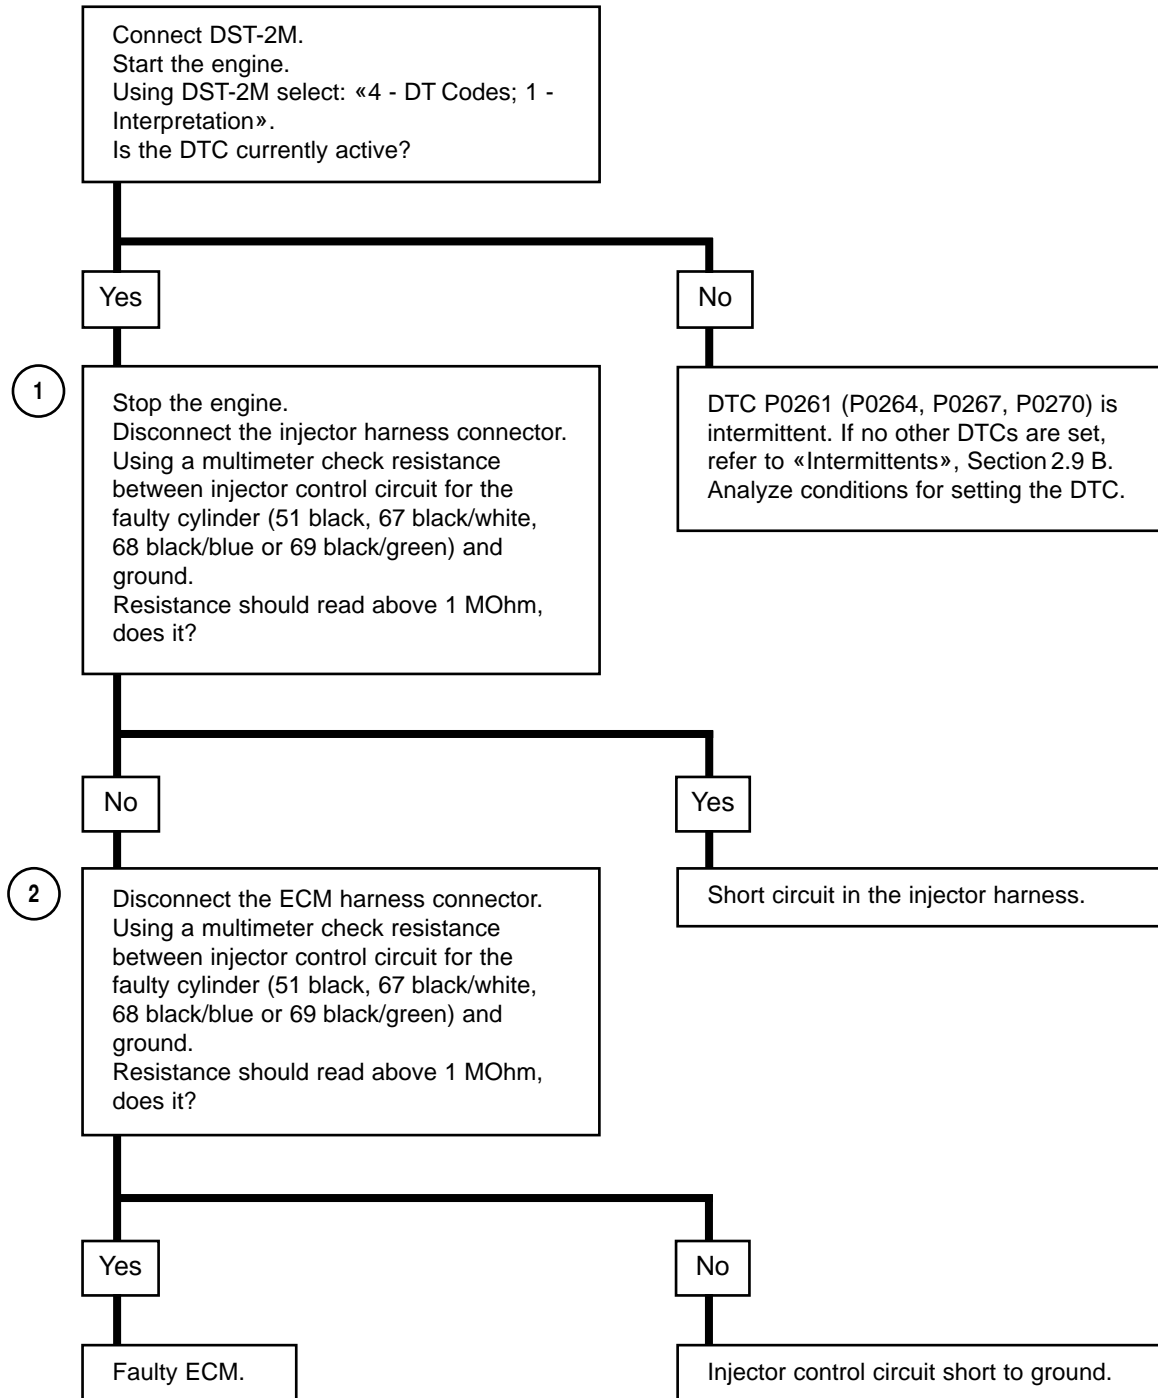 Connect DST-2M.
Start the engine.
Using DST-2M select: «4 - DT Codes; 1 -
Interpretation».
Is the DTC currently active?
Yes
No
1
Stop the engine.
Disconnect the injector harness connector.
Using a multimeter check resistance
between injector control circuit for the
faulty cylinder (51 black, 67 black/white,
68 black/blue or 69 black/green) and
ground.
Resistance should read above 1 MOhm,
does it?
DTC P0261 (P0264, P0267, P0270) is
intermittent. If no other DTCs are set,
refer to «Intermittents», Section 2.9 B.
Analyze conditions for setting the DTC.
No
Yes
2
Disconnect the ECM harness connector.
Using a multimeter check resistance
between injector control circuit for the
faulty cylinder (51 black, 67 black/white,
68 black/blue or 69 black/green) and
ground.
Resistance should read above 1 MOhm,
does it?
Short circuit in the injector harness.
Yes
No
Faulty ECM.
Injector control circuit short to ground.